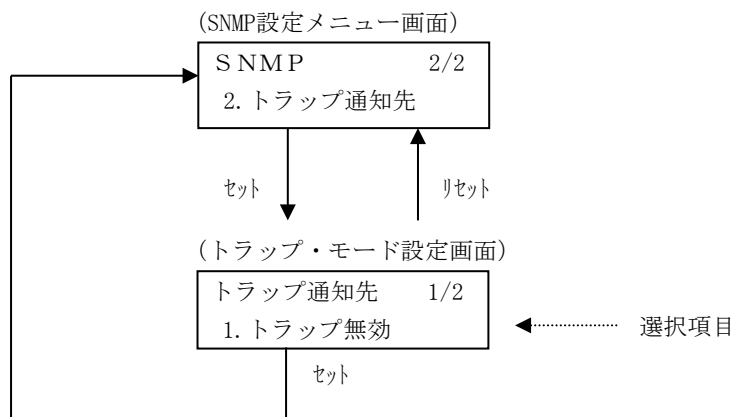 (SNMP設定メニュー画面)
ＳＮＭＰ 2/2
2.トラップ通知先
ｾｯﾄ ﾘｾｯﾄ
(トラップ・モード設定画面)
トラップ通知先 1/2
1.トラップ無効
選択項目
ｾｯﾄ